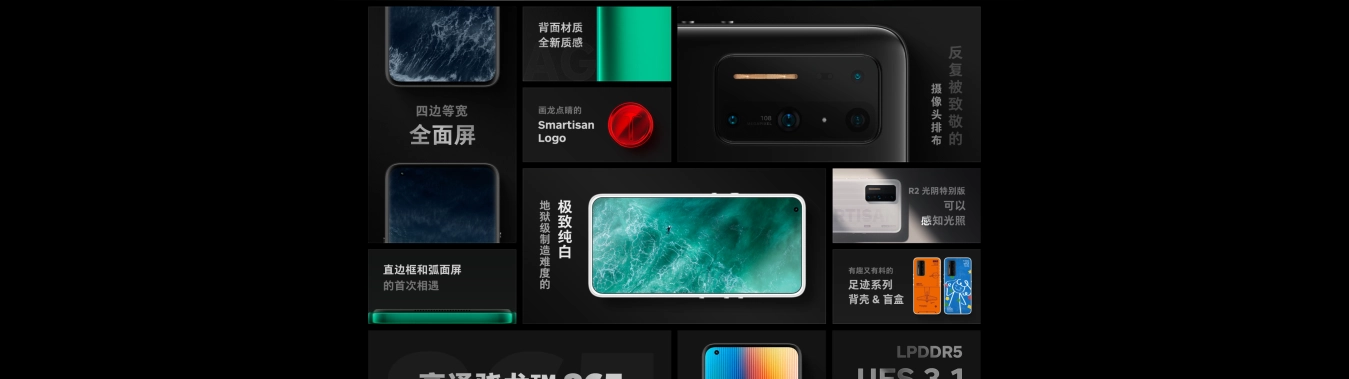 四边等宽
全面屏
直边框和弧面屏
的首次相遇
背面材质
全新质感
AG
画龙点睛的
Smartisan
Logo
反复被致敬的
摄像头排布
108
极致纯白
地狱级制造难度的
R2 光阴特别版
可以
感知光照
有趣又有料的
足迹系列
背壳 & 盲盒
LPDDR5
UFS 3.1